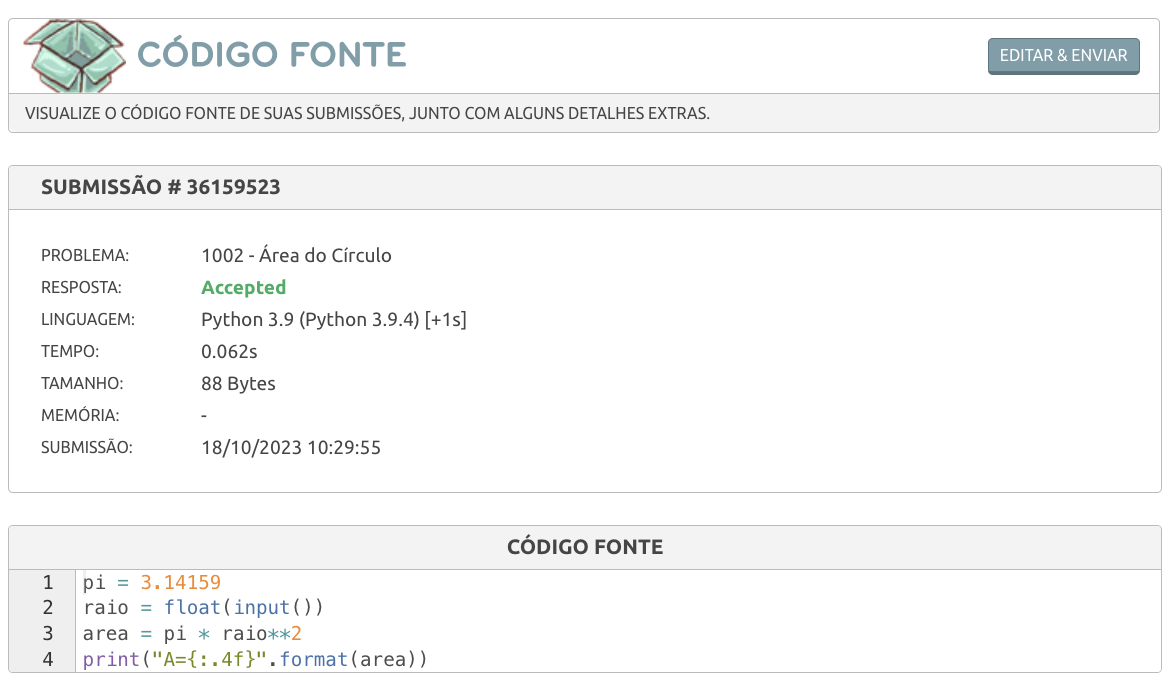 CÓDIGO FONTE
EDITAR & ENVIAR
VISUALIZE O CÓDIGO FONTE DE SUAS SUBMISSÕES, JUNTO COM ALGUNS DETALHES EXTRAS.
SUBMISSÃO # 36159523
PROBLEMA: 1002 - Área do Círculo
RESPOSTA: Accepted
LINGUAGEM: Python 3.9 (Python 3.9.4) [+1s]
TEMPO: 0.062s
TAMANHO: 88 Bytes
MEMÓRIA: -
SUBMISSÃO: 18/10/2023 10:29:55
CÓDIGO FONTE
1 pi = 3.14159
2 raio = float(input())
3 area = pi * raio**2
4 print("A={:.4f}".format(area))